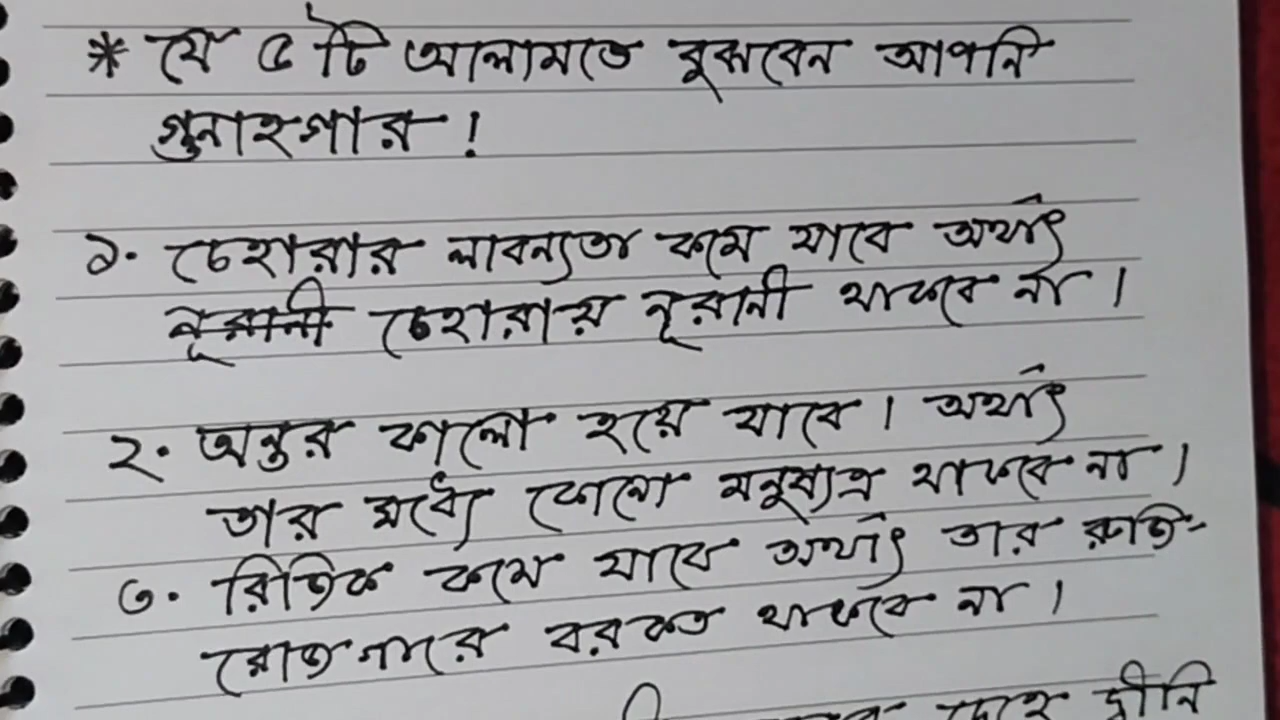 * যে ৫ টি আলামতে বুঝবেন আপনি
গুনাহগার !
১. চেহারার লাবন্যতা কমে যাবে অর্থাৎ
নূরানী চেহারায় নূরানী থাকবে না ।
২. অন্তর কালো হয়ে যাবে । অর্থাৎ
তার মধ্যে কোনো মনুষ্যত্ব থাকবে না ।
৩. রিজিক কমে যাবে অর্থাৎ তার রুজি-
রোজগারে বরকত থাকবে না ।
দ্বীনি